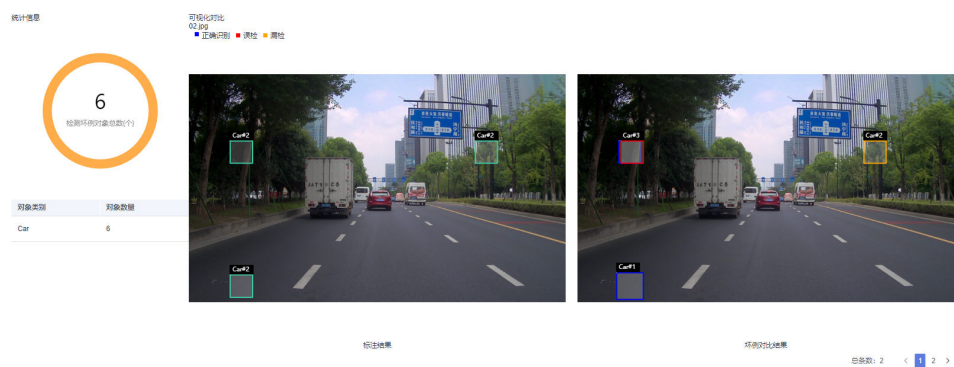 统计信息
6
检测坏例对象总数(个)
对象类别 对象数量
Car 6
可视化对比
02.jpg
正确识别 误检 漏检
Car#2 Car#2
Car#2
标注结果
Car#3 Car#2
Car#1
坏例对比结果
总条数: 2 < 1 2 >